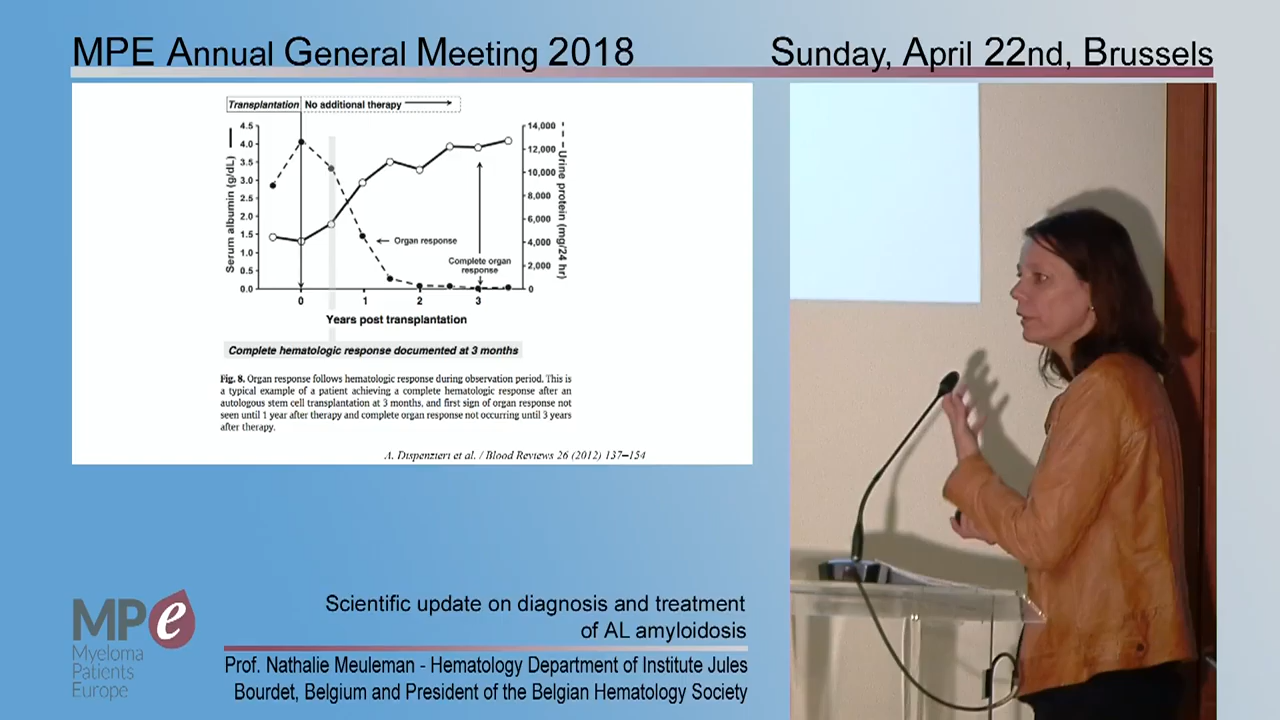 MPE Annual General Meeting 2018
Sunday, April 22nd, Brussels
Transplantation No additional therapy
4.5
4.0
3.5
3.0
2.5
2.0
1.5
1.0
0.5
0.0
Serum albumin (g/dL)
14,000
12,000
10,000
8,000
6,000
4,000
2,000
0
Urine protein (mg/24 hr)
Organ response
Complete organ
response
0 1 2 3
Years post transplantation
Complete hematologic response documented at 3 months
Fig. 8. Organ response follows hematologic response during observation period. This is
a typical example of a patient achieving a complete hematologic response after an
autologous stem cell transplantation at 3 months, and first sign of organ response not
seen until 1 year after therapy and complete organ response not occurring until 3 years
after therapy.
A. Dispenzieri et al. / Blood Reviews 26 (2012) 137–154
MPe
Myeloma
Patients
Europe
Scientific update on diagnosis and treatment
of AL amyloidosis
Prof. Nathalie Meuleman - Hematology Department of Institute Jules
Bourdet, Belgium and President of the Belgian Hematology Society